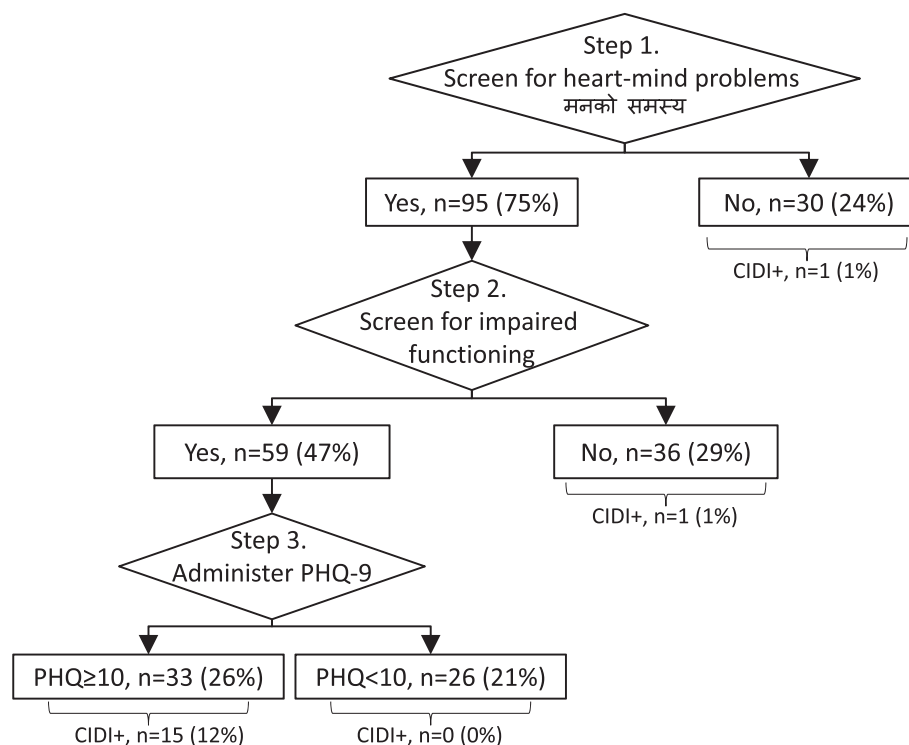 Step 1.
Screen for heart-mind problems
मनको समस्य
Yes, n=95 (75%)
No, n=30 (24%)
CIDI+, n=1 (1%)
Step 2.
Screen for impaired
functioning
Yes, n=59 (47%)
No, n=36 (29%)
CIDI+, n=1 (1%)
Step 3.
Administer PHQ-9
PHQ≥10, n=33 (26%)
PHQ<10, n=26 (21%)
CIDI+, n=15 (12%)
CIDI+, n=0 (0%)